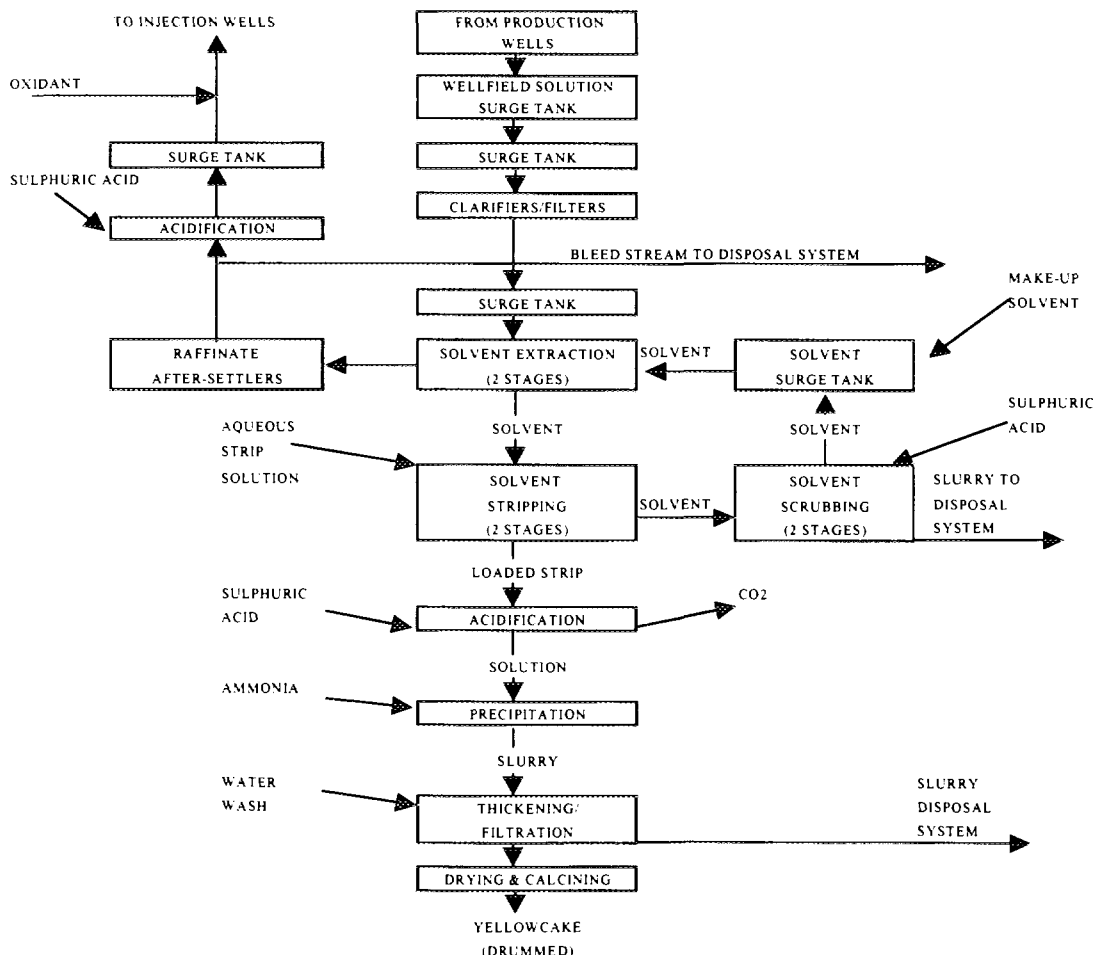 TO INJECTION WELLS
FROM PRODUCTION
WELLS
OXIDANT
WELLFIELD SOLUTION
SURGE TANK
SURGE TANK
SURGE TANK
SULPHURIC ACID
CLARIFIERS/FILTERS
ACIDIFICATION
BLEED STREAM TO DISPOSAL SYSTEM
MAKE-UP
SOLVENT
SURGE TANK
RAFFINATE
AFTER-SETTLERS
SOLVENT EXTRACTION
(2 STAGES)
SOLVENT
SOLVENT
SURGE TANK
SULPHURIC
ACID
AQUEOUS
STRIP
SOLUTION
SOLVENT
SOLVENT
SOLVENT
STRIPPING
(2 STAGES)
SOLVENT
SOLVENT
SCRUBBING
(2 STAGES)
SLURRY TO
DISPOSAL
SYSTEM
LOADED STRIP
SULPHURIC
ACID
ACIDIFICATION
CO2
SOLUTION
AMMONIA
PRECIPITATION
SLURRY
WATER
WASH
THICKENING/
FILTRATION
SLURRY
DISPOSAL
SYSTEM
DRYING & CALCINING
YELLOWCAKE
(DRUMMED)